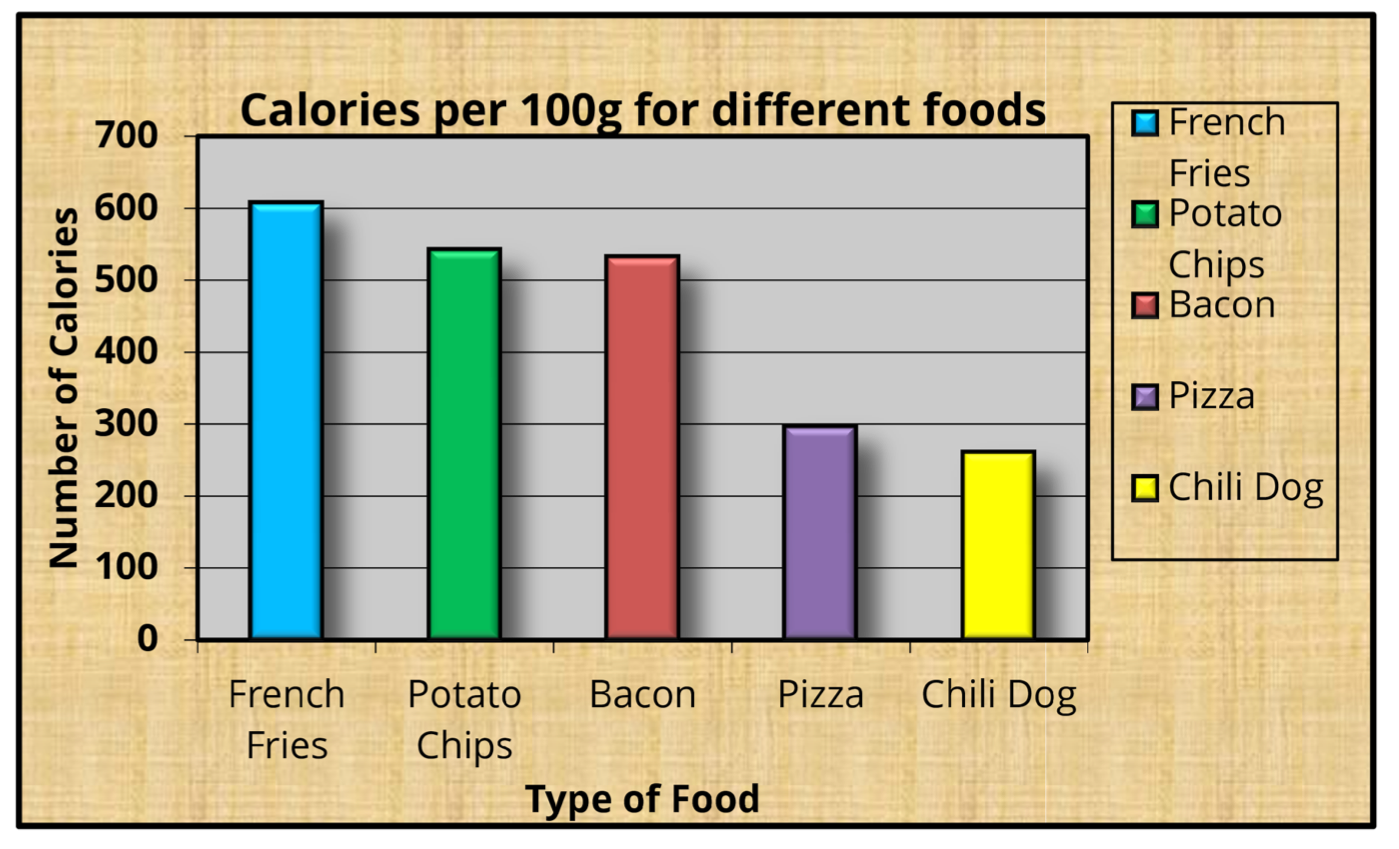 Calories per 100g for different foods
Number of Calories
700
600
500
400
300
200
100
0
French
Fries
Potato
Chips
Bacon
Pizza
Chili Dog
Type of Food
French
Fries
Potato
Chips
Bacon
Pizza
Chili Dog